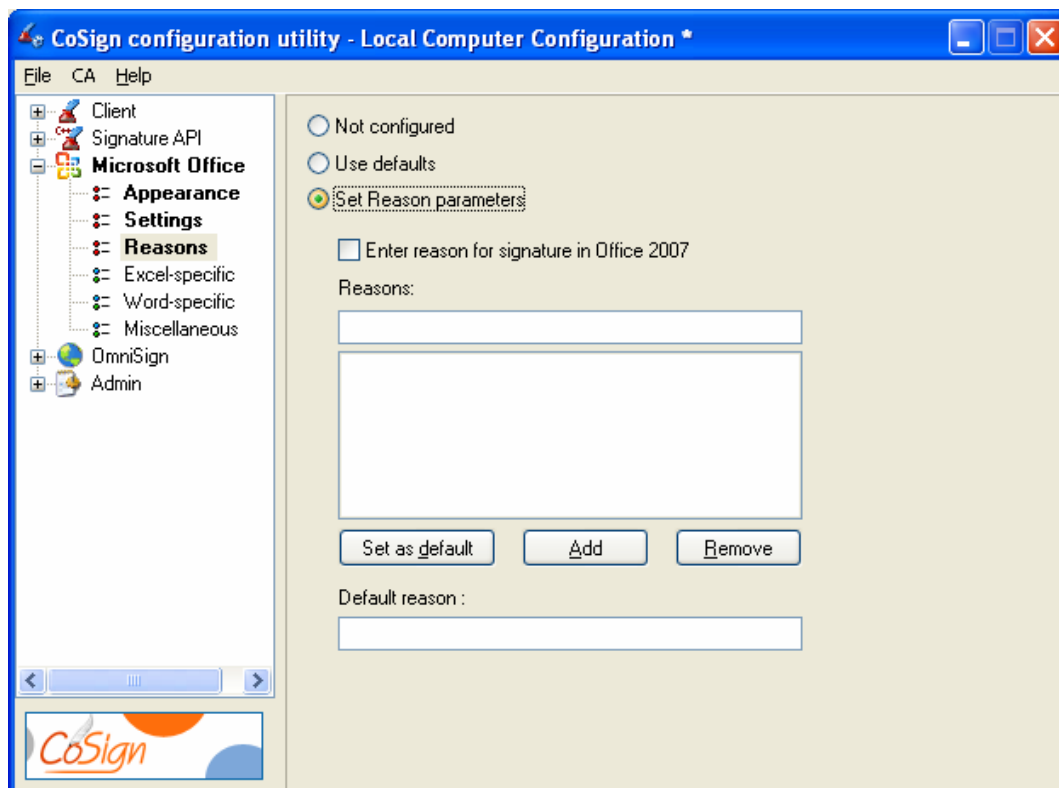 CoSign configuration utility - Local Computer Configuration *
File CA Help
Client
Signature API
Microsoft Office
Appearance
Settings
Reasons
Excel-specific
Word-specific
Miscellaneous
OmniSign
Admin
CoSign
Not configured
Use defaults
Set Reason parameters
Enter reason for signature in Office 2007
Reasons:
Set as default Add Remove
Default reason :